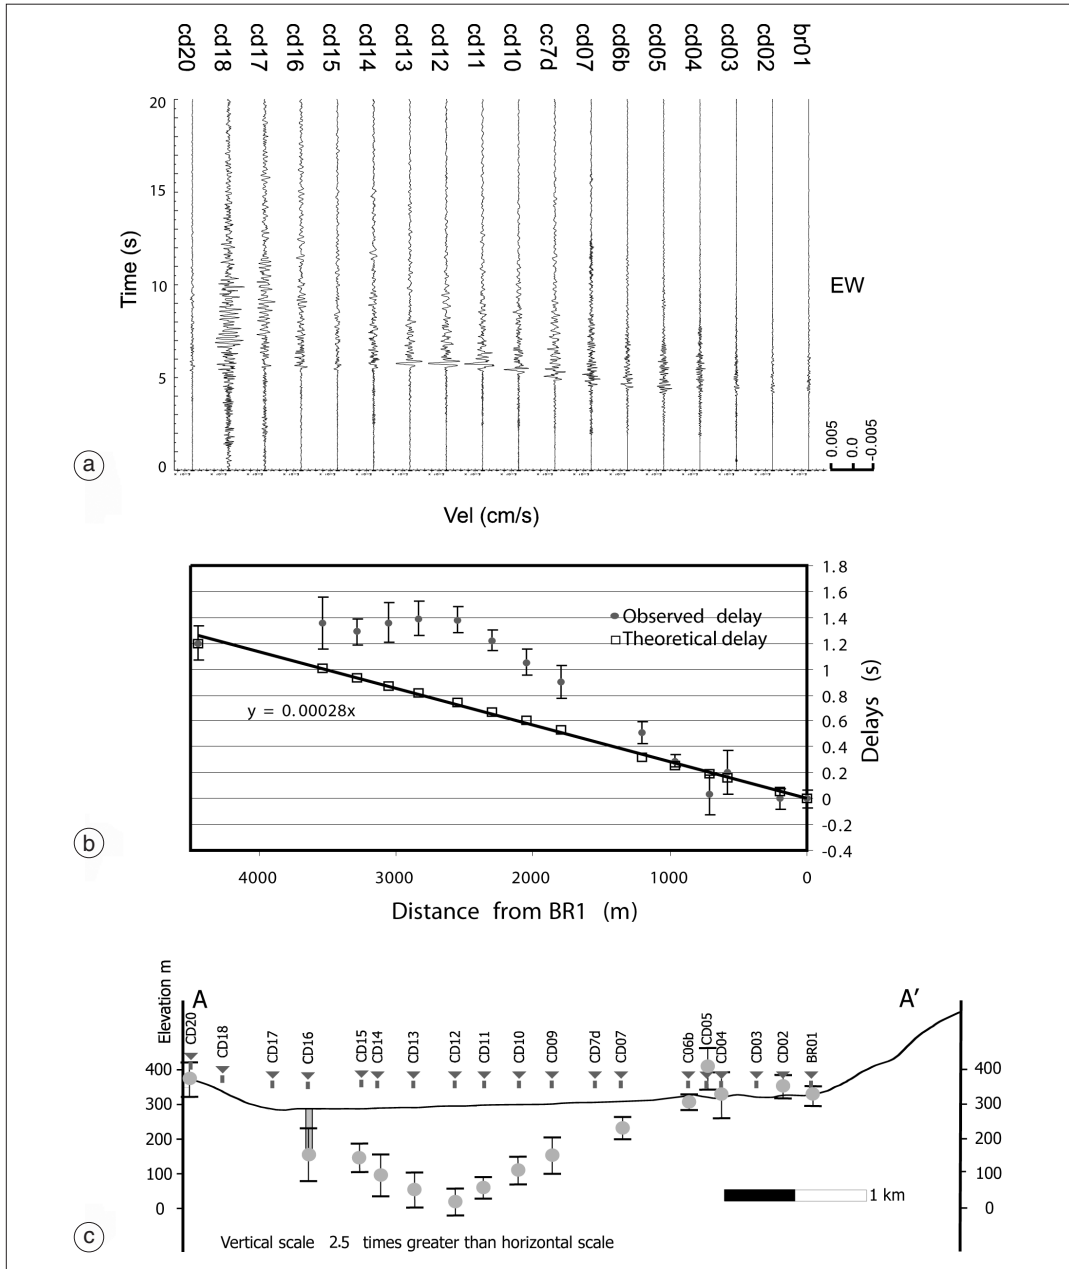 cd20 cd18 cd17 cd16 cd15 cd14 cd13 cd12 cd11 cd10 cc7d cd07 cd6b cd05 cd04 cd03 cd02 br01
20
15
10
5
0
Time (s)
EW
0.005 0.0 -0.005
a
Vel (cm/s)
1.8
1.6
1.4
1.2
1
0.8
0.6
0.4
0.2
0
-0.2
-0.4
Observed delay
Theoretical delay
y = 0.00028x
Delays (s)
b
4000 3000 2000 1000 0
Distance from BR1 (m)
Elevation m
A A’
CD20 CD18 CD17 CD16 CD15 CD14 CD13 CD12 CD11 CD10 CD09 CD7d CD07 C06b CD05 CD04 CD03 CD02 BR01
400 400
300 300
200 200
100 100
0 0
1 km
c
Vertical scale 2.5 times greater than horizontal scale